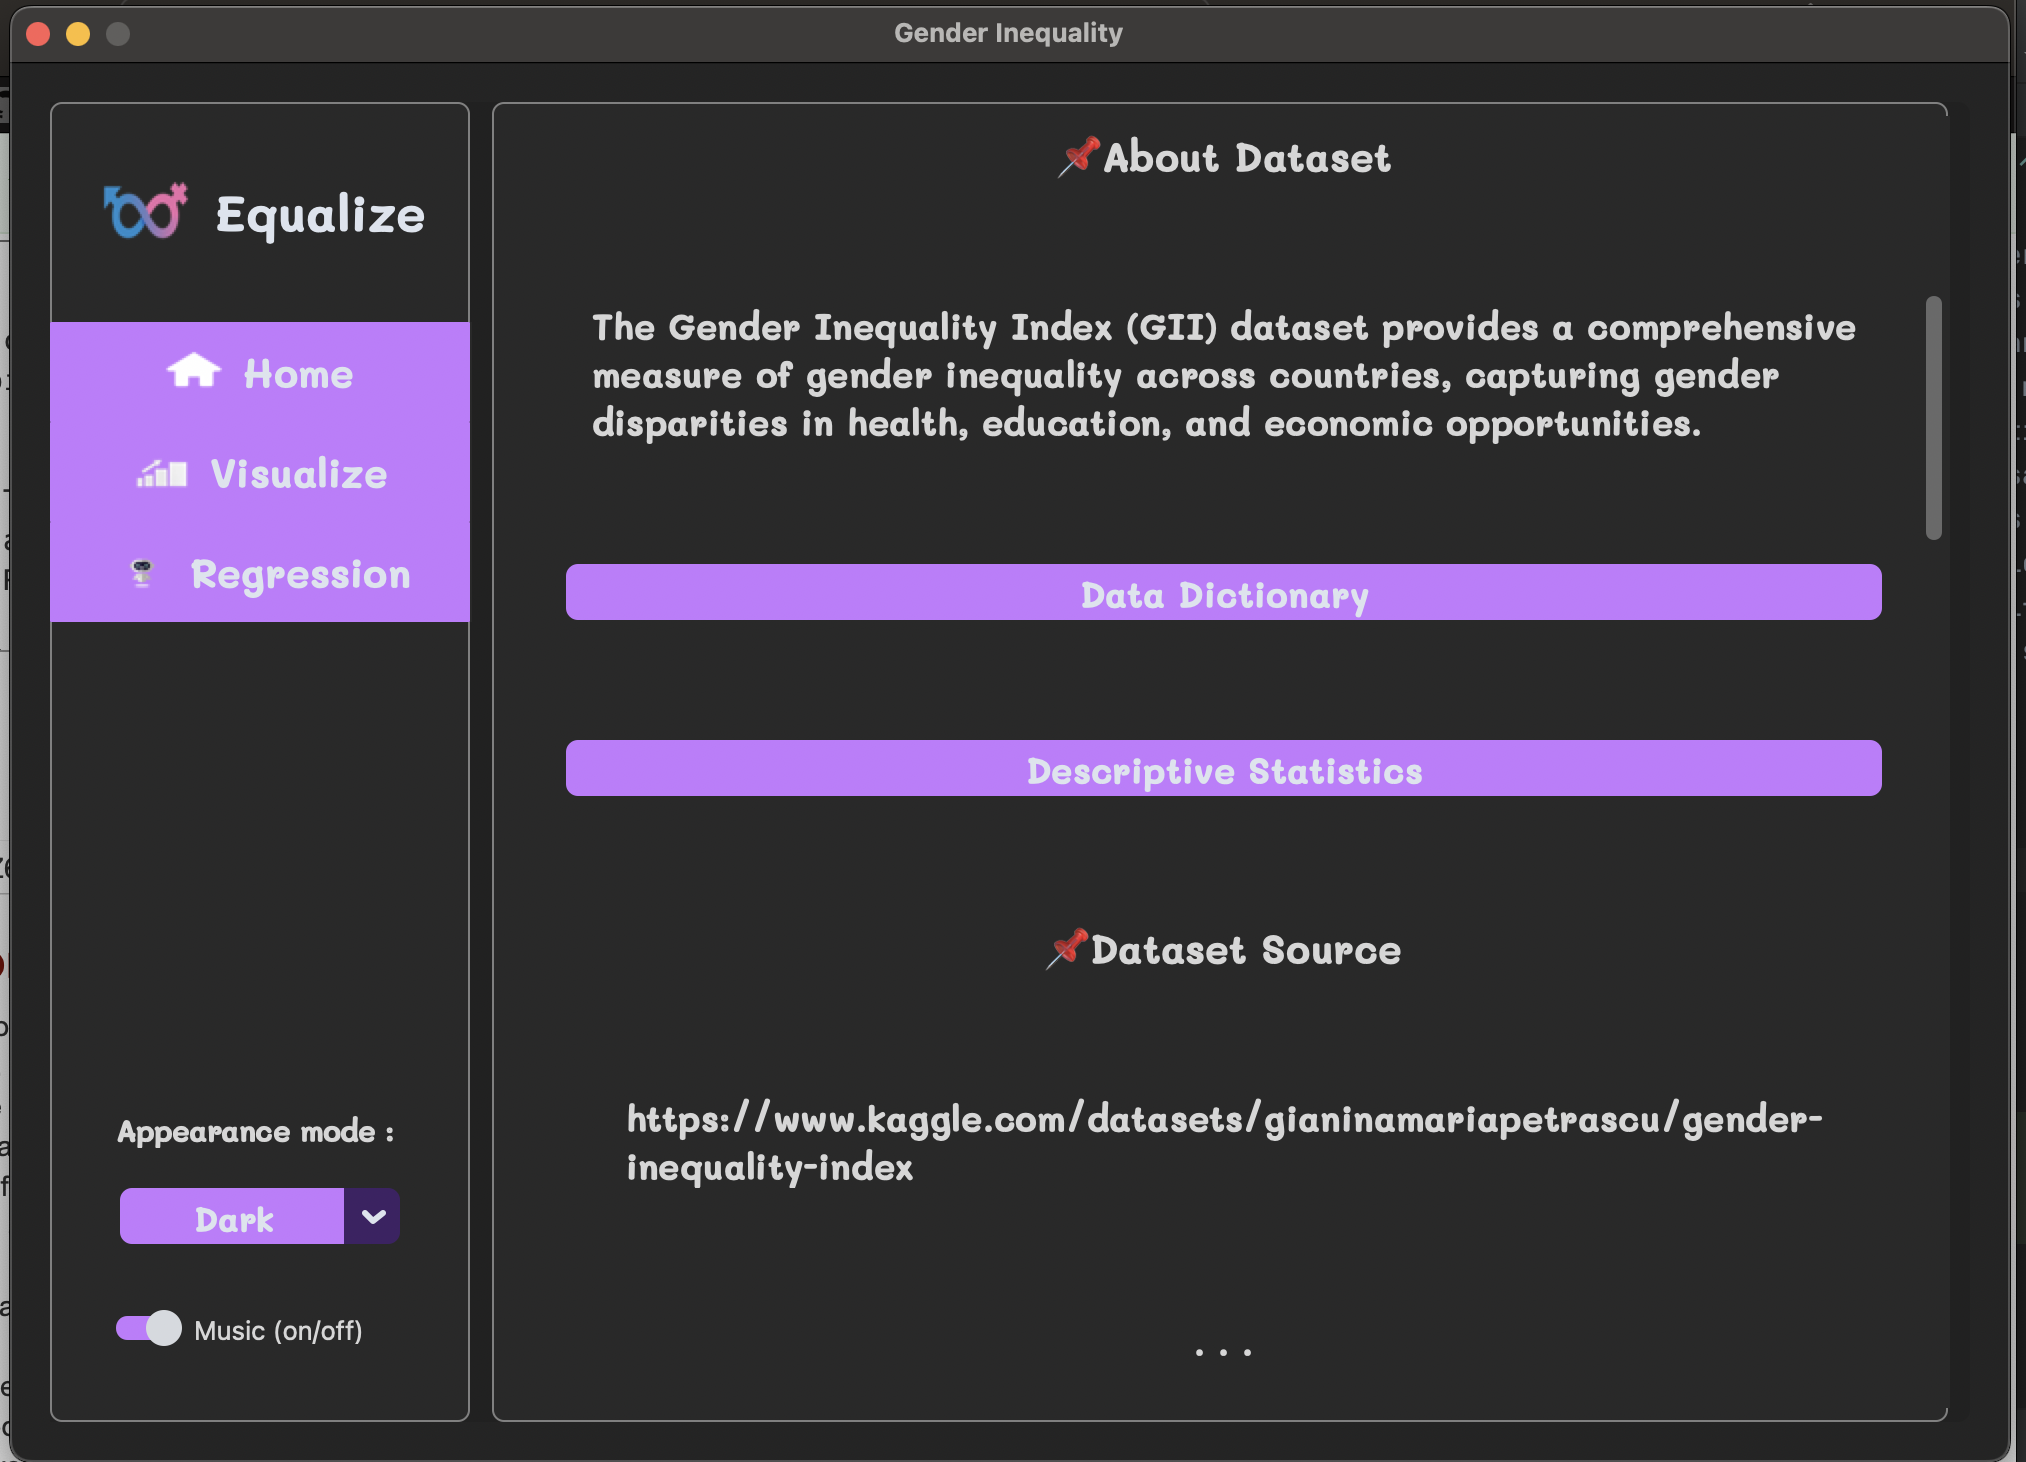 Gender Inequality
Equalize
Home
Visualize
Regression
Appearance mode :
Dark
Music (on/off)
📌About Dataset
The Gender Inequality Index (GII) dataset provides a comprehensive
measure of gender inequality across countries, capturing gender
disparities in health, education, and economic opportunities.
Data Dictionary
Descriptive Statistics
📌Dataset Source
https://www.kaggle.com/datasets/gianinamariapetrascu/gender-
inequality-index
...